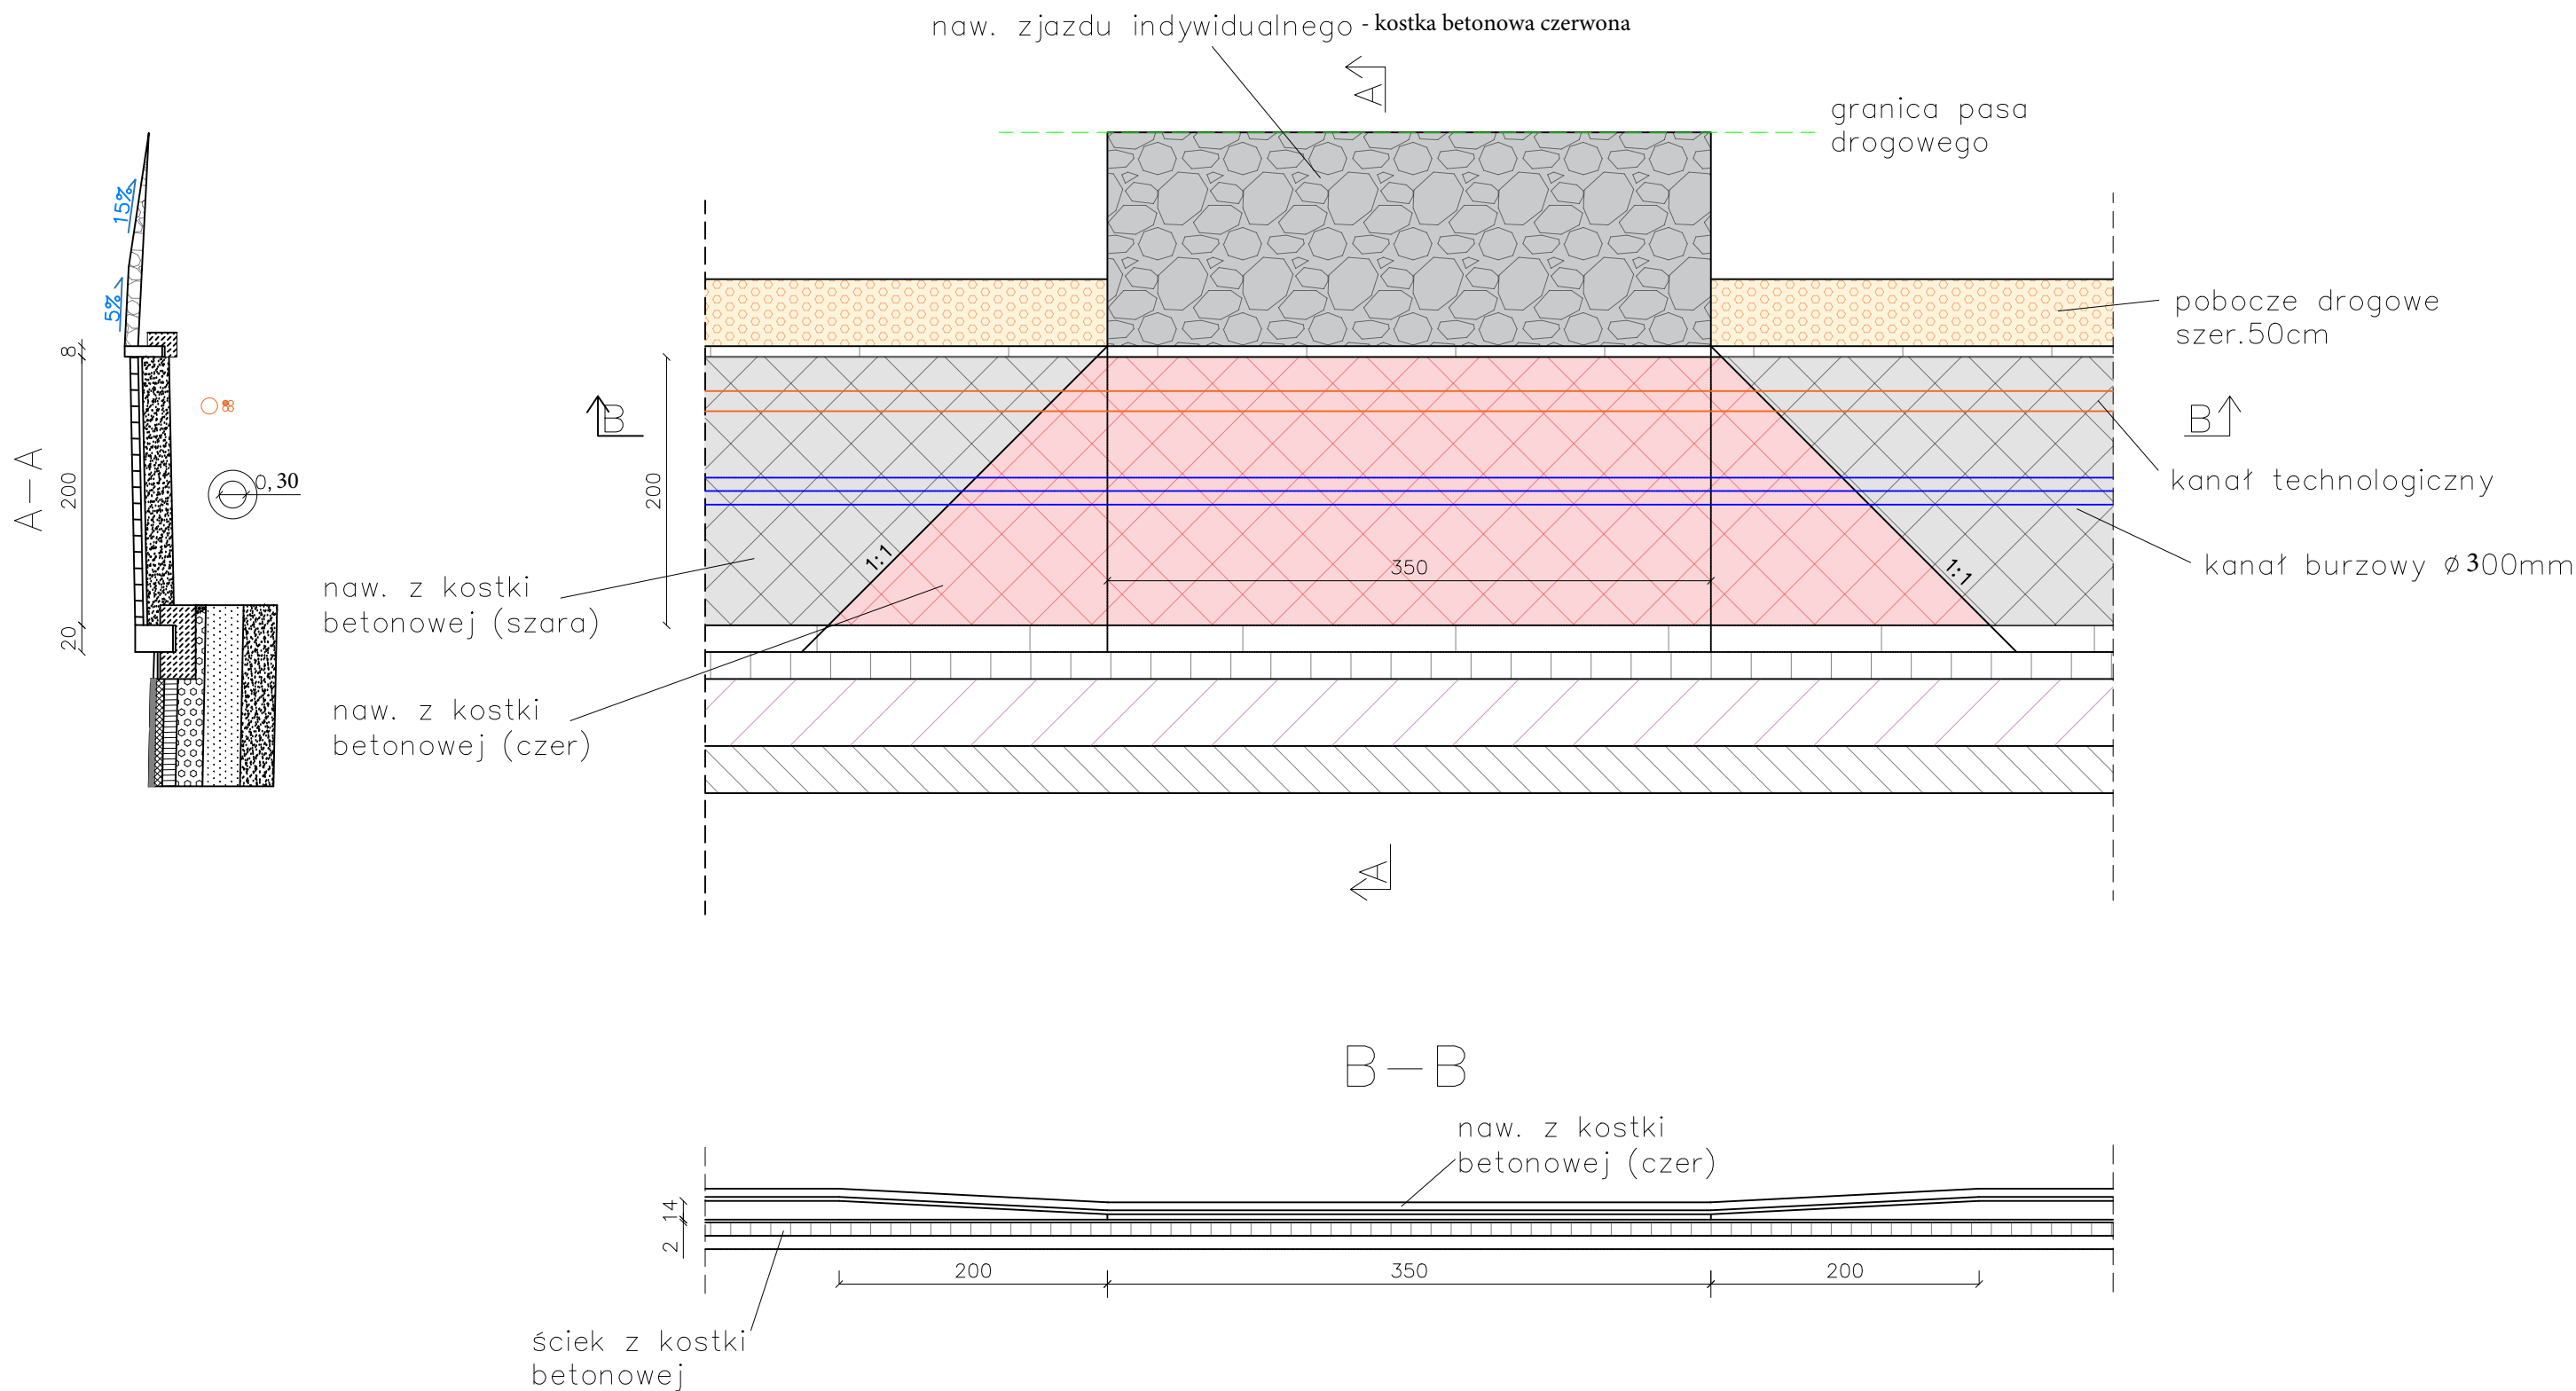 naw. zjazdu indywidualnego - kostka betonowa czerwona
A
granica pasa
drogowego
15%
5%
pobocze drogowe
szer.50cm
8
200
20
A-A
0,30
B
200
B
kanał technologiczny
kanał burzowy Ø300mm
1:1
350
1:1
naw. z kostki
betonowej (szara)
naw. z kostki
betonowej (czer)
A
B-B
naw. z kostki
betonowej (czer)
14
2
200
350
200
ściek z kostki
betonowej